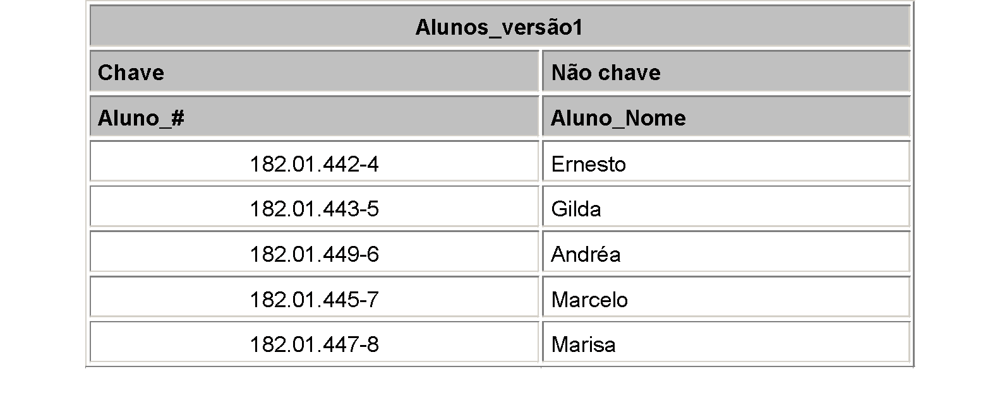 Alunos_versão1
Chave Não chave
Aluno_# Aluno_Nome
182.01.442-4 Ernesto
182.01.443-5 Gilda
182.01.449-6 Andréa
182.01.445-7 Marcelo
182.01.447-8 Marisa